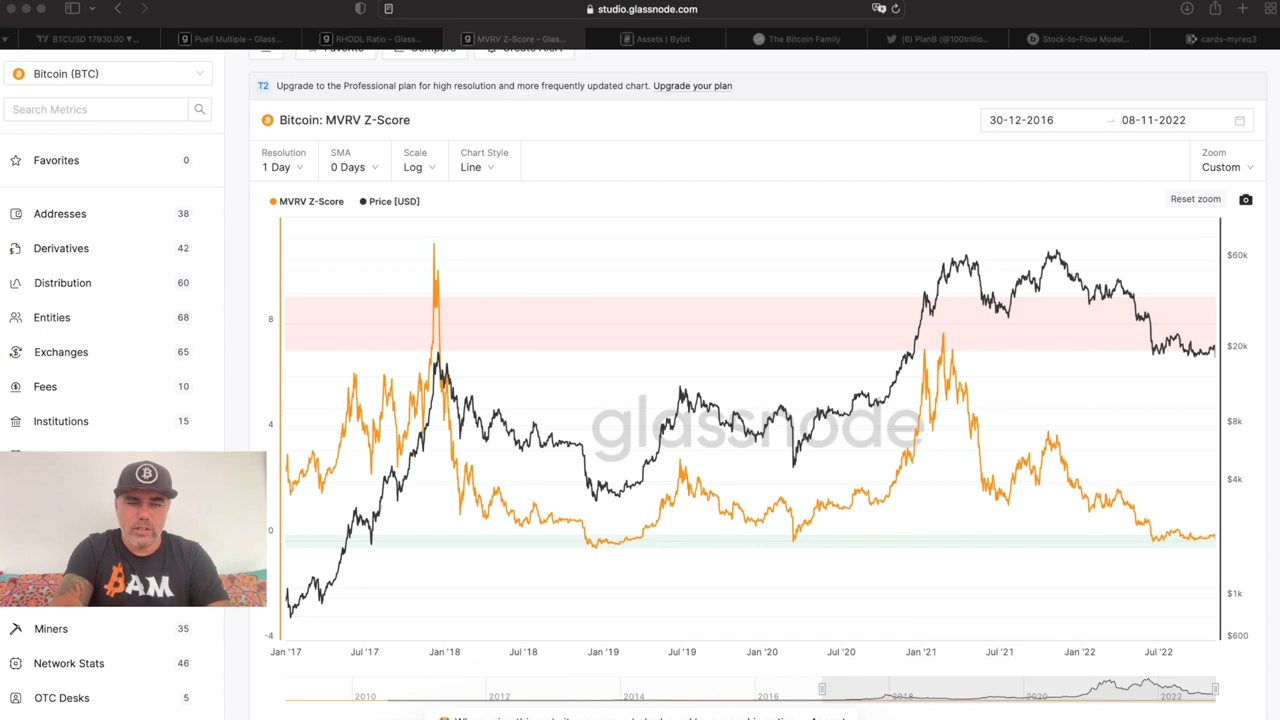 studio.glassnode.com
BTCUSD 17930.00 ▼...
Puell Multiple - Glass...
RHODL Ratio - Glass...
MVRV Z-Score - Glas...
Assets | Bybit
The Bitcoin Family
(6) PlanB (@100trillio...
Stock-to-Flow Model...
cards-myreq3
Favorite
Compare
Create Alert
Bitcoin (BTC)
Search Metrics
Favorites 0
Addresses 38
Derivatives 42
Distribution 60
Entities 68
Exchanges 65
Fees 10
Institutions 15
Miners 35
Network Stats 46
OTC Desks 5
T2 Upgrade to the Professional plan for high resolution and more frequently updated chart. Upgrade your plan
Bitcoin: MVRV Z-Score
30-12-2016 → 08-11-2022
Resolution
1 Day
SMA
0 Days
Scale
Log
Chart Style
Line
Zoom
Custom
MVRV Z-Score Price [USD]
Reset zoom
8
4
0
-4
$60k
$20k
$8k
$4k
$1k
$600
glassnode
Jan '17 Jul '17 Jan '18 Jul '18 Jan '19 Jul '19 Jan '20 Jul '20 Jan '21 Jul '21 Jan '22 Jul '22
2010 2012 2014 2016 2018 2020 2022
BAM